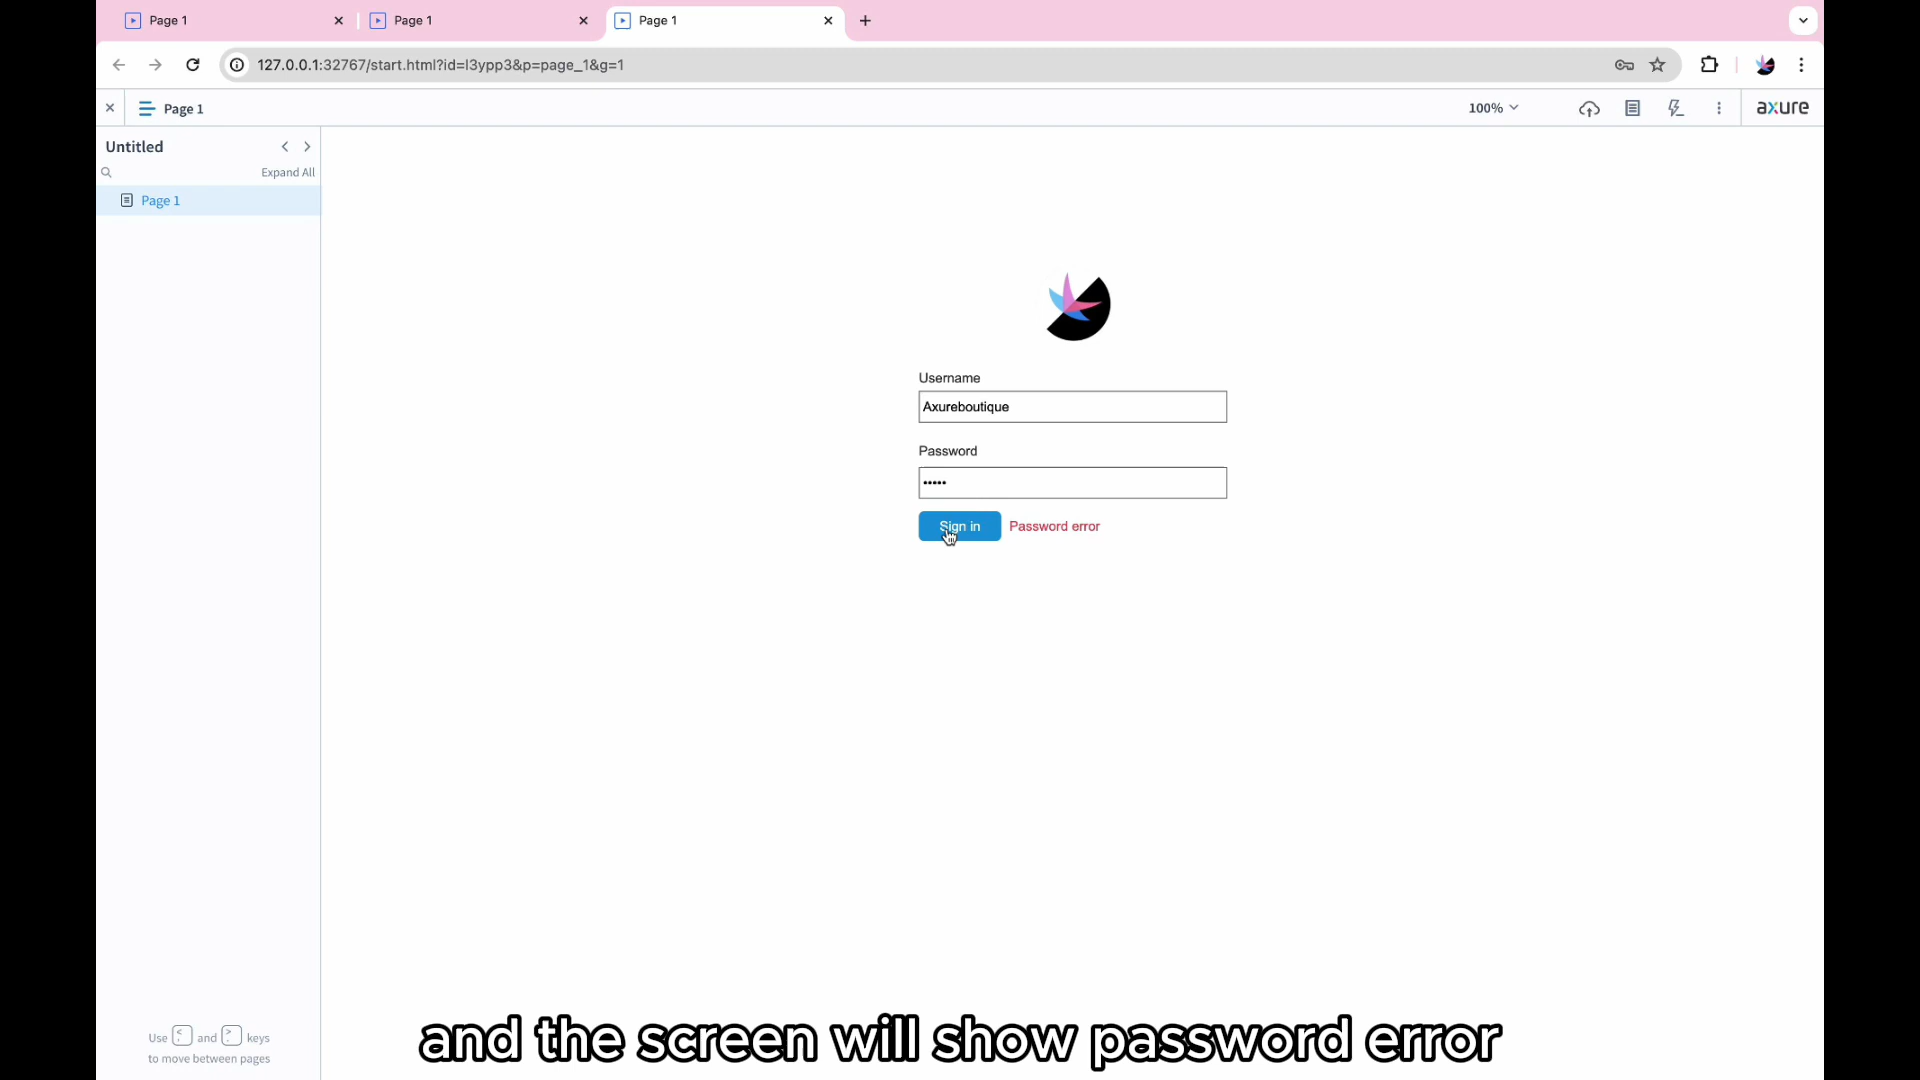 Page 1
Page 1
Page 1
127.0.0.1:32767/start.html?id=l3ypp3&p=page_1&g=1
Page 1
100%
axure
Untitled
Expand All
Page 1
Username
Axureboutique
Password
•••••
Sign in
Password error
Use < , and > . keys
to move between pages
and the screen will show password error